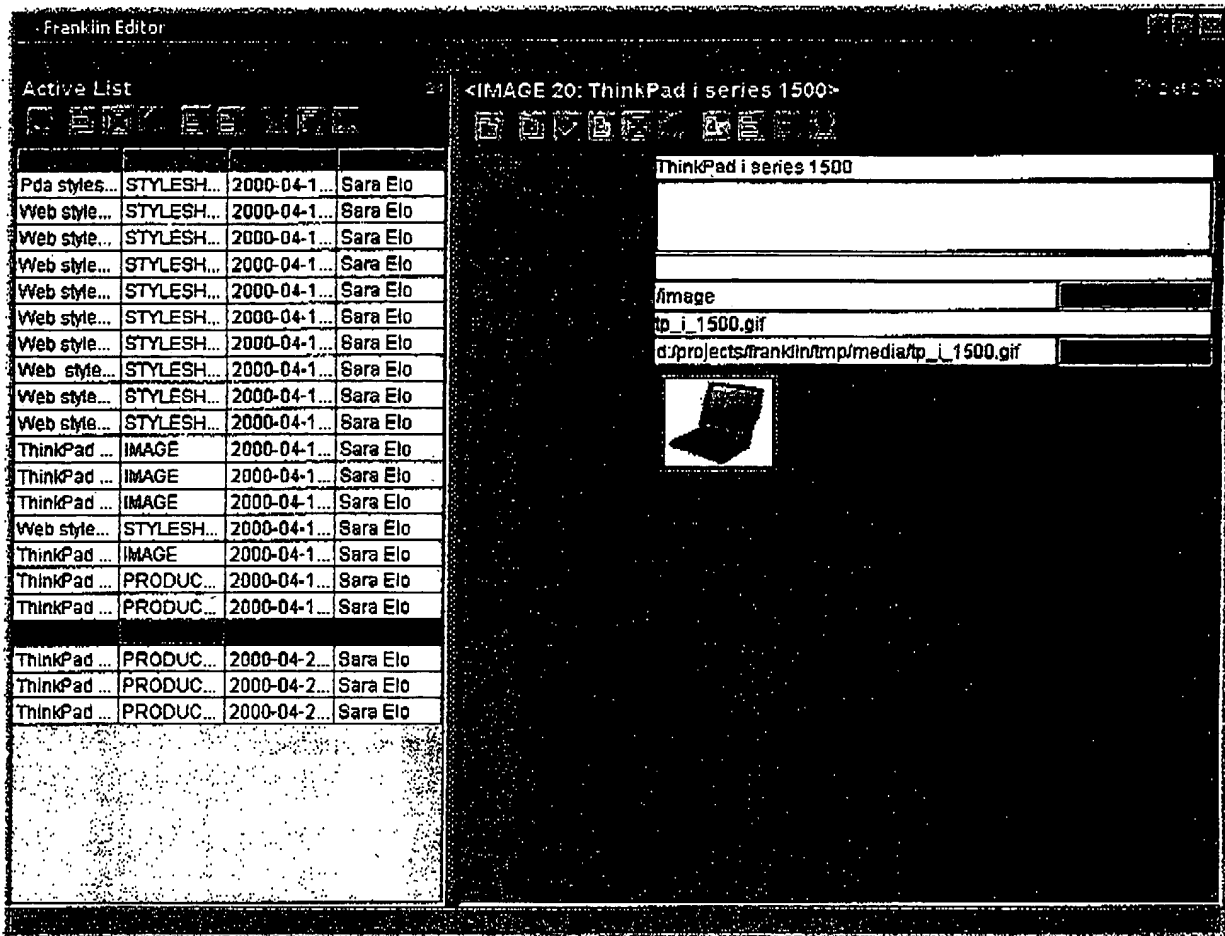 Franklin Editor
Active List 21
Pda styles... STYLESH... 2000-04-1... Sara Elo
Web style... STYLESH... 2000-04-1... Sara Elo
Web style... STYLESH... 2000-04-1... Sara Elo
Web style... STYLESH... 2000-04-1... Sara Elo
Web style... STYLESH... 2000-04-1... Sara Elo
Web style... STYLESH... 2000-04-1... Sara Elo
Web style... STYLESH... 2000-04-1... Sara Elo
Web style... STYLESH... 2000-04-1... Sara Elo
Web style... STYLESH... 2000-04-1... Sara Elo
Web style... STYLESH... 2000-04-1... Sara Elo
ThinkPad ... IMAGE 2000-04-1... Sara Elo
ThinkPad ... IMAGE 2000-04-1... Sara Elo
ThinkPad ... IMAGE 2000-04-1... Sara Elo
Web style... STYLESH... 2000-04-1... Sara Elo
ThinkPad ... IMAGE 2000-04-1... Sara Elo
ThinkPad ... PRODUC... 2000-04-1... Sara Elo
ThinkPad ... PRODUC... 2000-04-1... Sara Elo
ThinkPad ... PRODUC... 2000-04-2... Sara Elo
ThinkPad ... PRODUC... 2000-04-2... Sara Elo
ThinkPad ... PRODUC... 2000-04-2... Sara Elo
<IMAGE 20: ThinkPad i series 1500>
2 of 2
ThinkPad i series 1500
/image
tp_i_1500.gif
d:/projects/franklin/tmp/media/tp_i_1500.gif